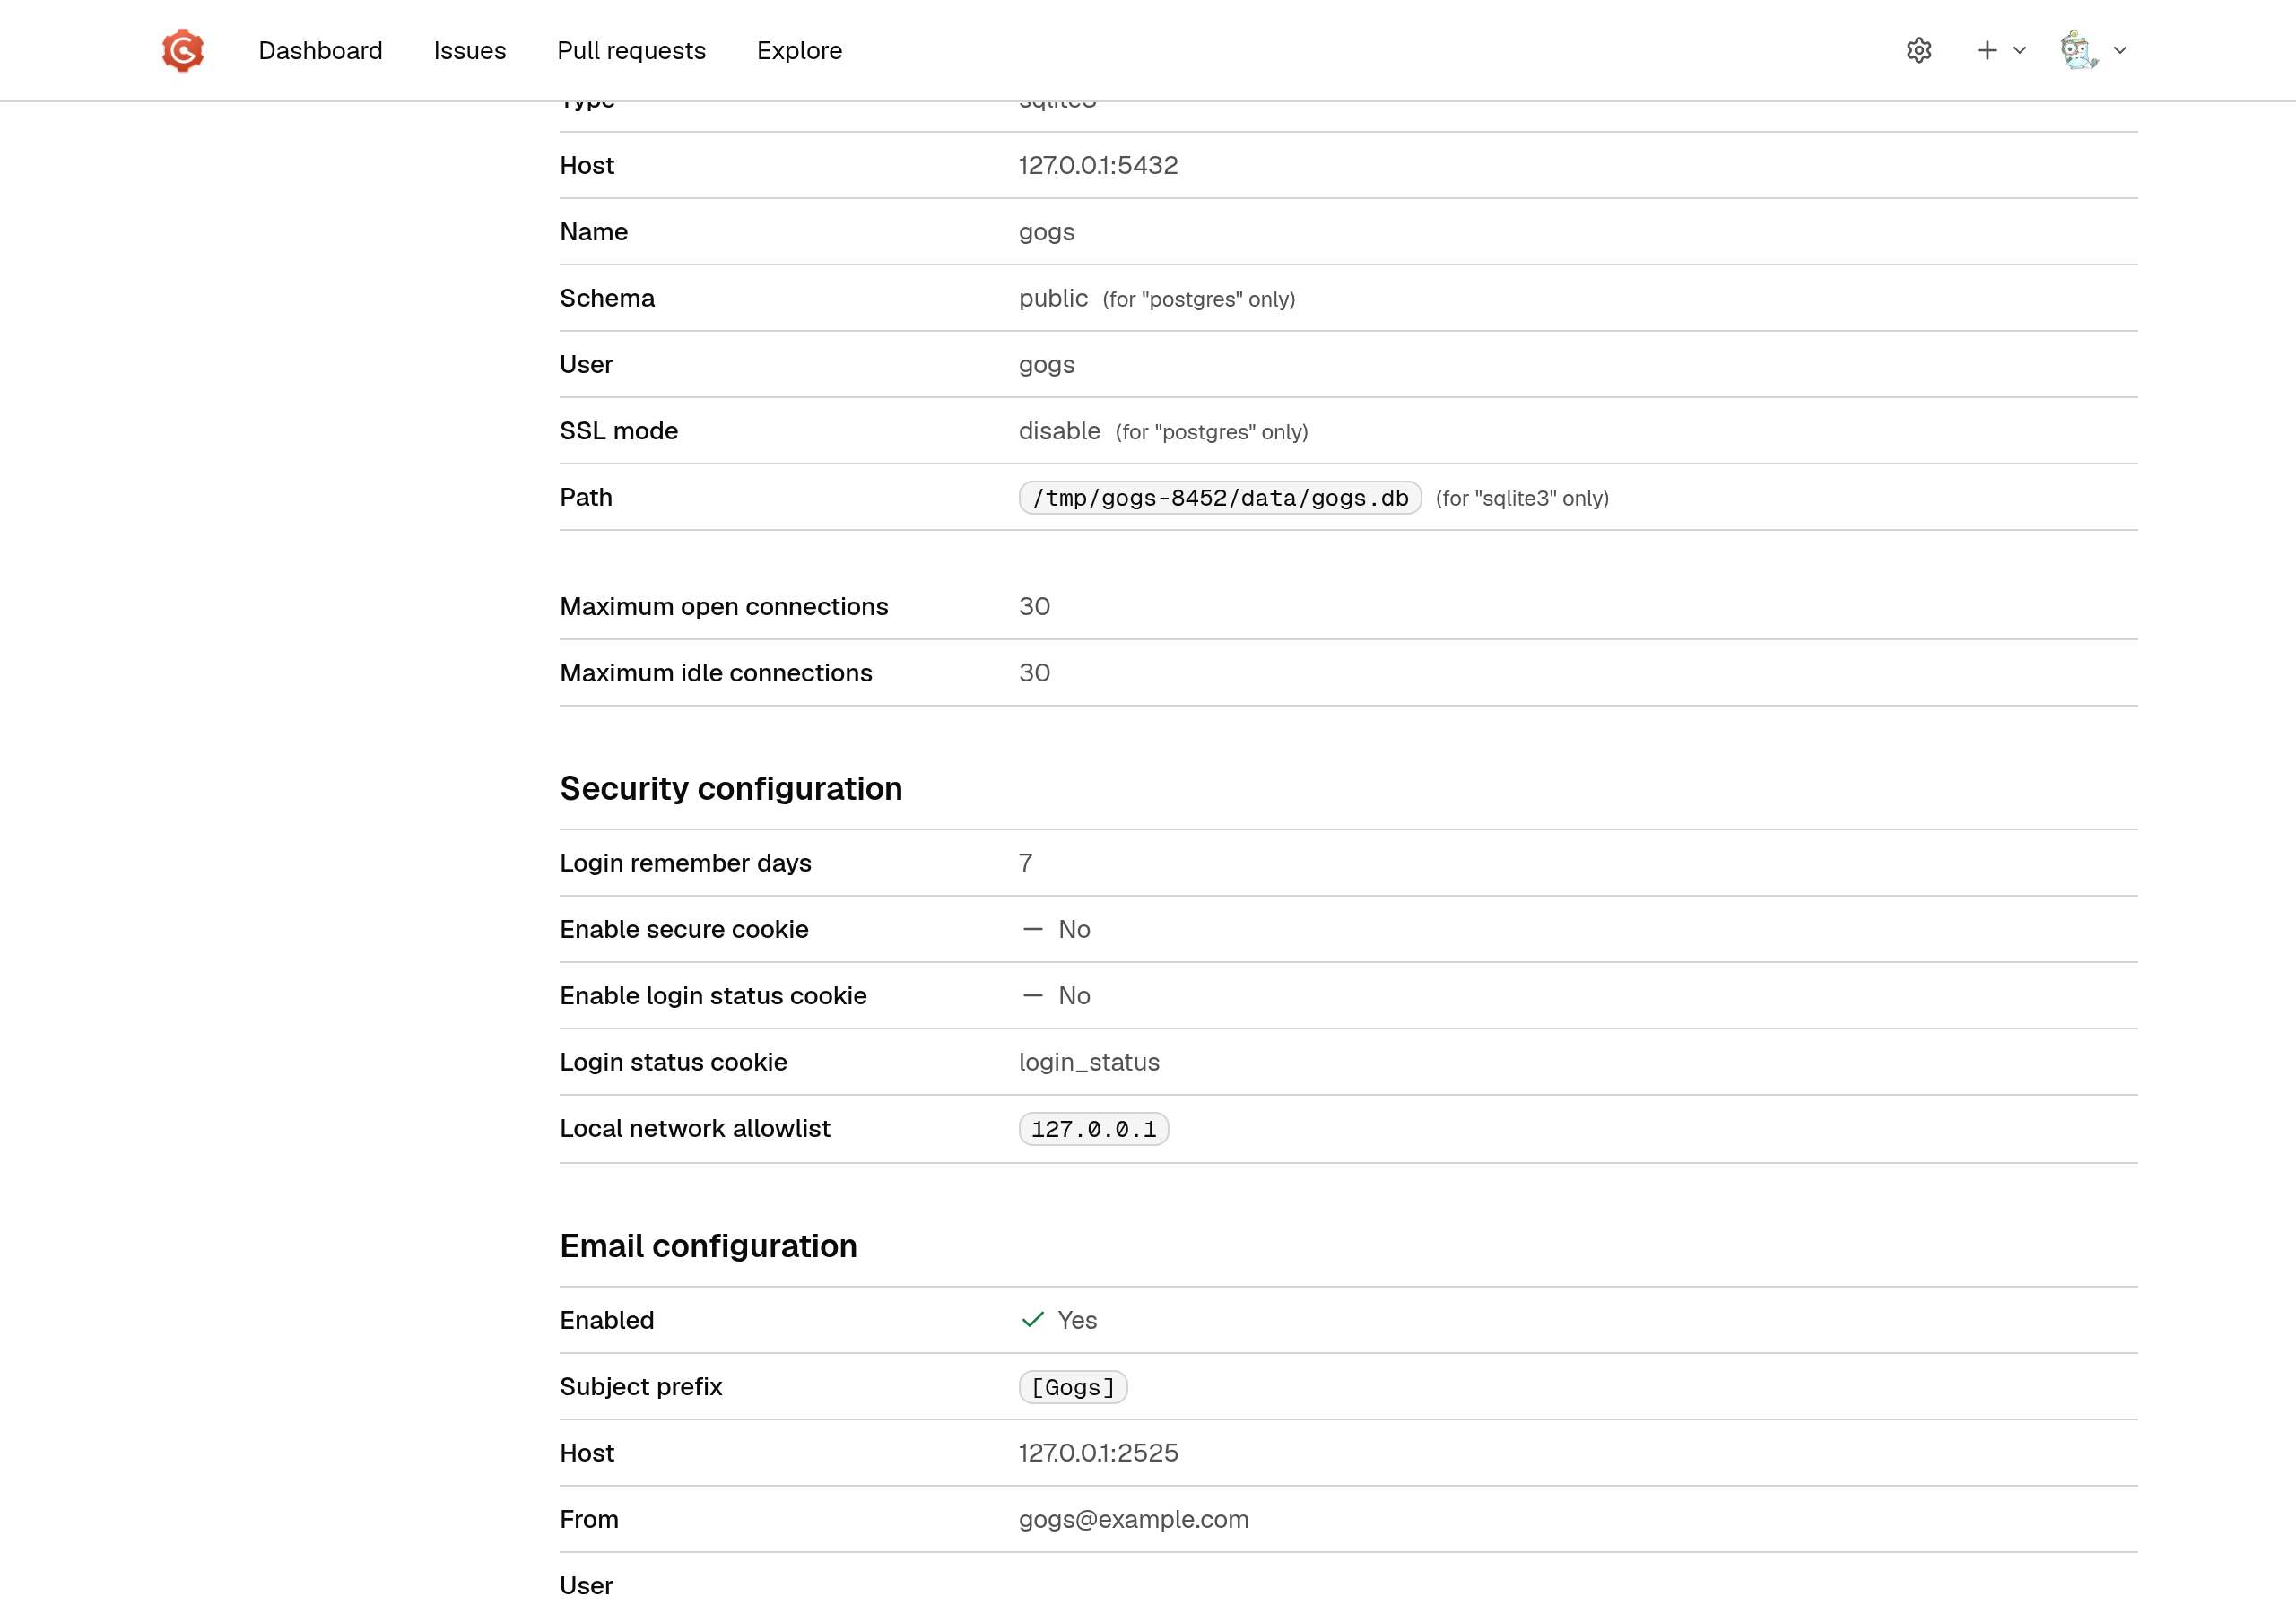 Dashboard Issues Pull requests Explore
Type sqlite3
Host 127.0.0.1:5432
Name gogs
Schema public (for "postgres" only)
User gogs
SSL mode disable (for "postgres" only)
Path /tmp/gogs-8452/data/gogs.db (for "sqlite3" only)
Maximum open connections 30
Maximum idle connections 30
Security configuration
Login remember days 7
Enable secure cookie No
Enable login status cookie No
Login status cookie login_status
Local network allowlist 127.0.0.1
Email configuration
Enabled Yes
Subject prefix [Gogs]
Host 127.0.0.1:2525
From gogs@example.com
User